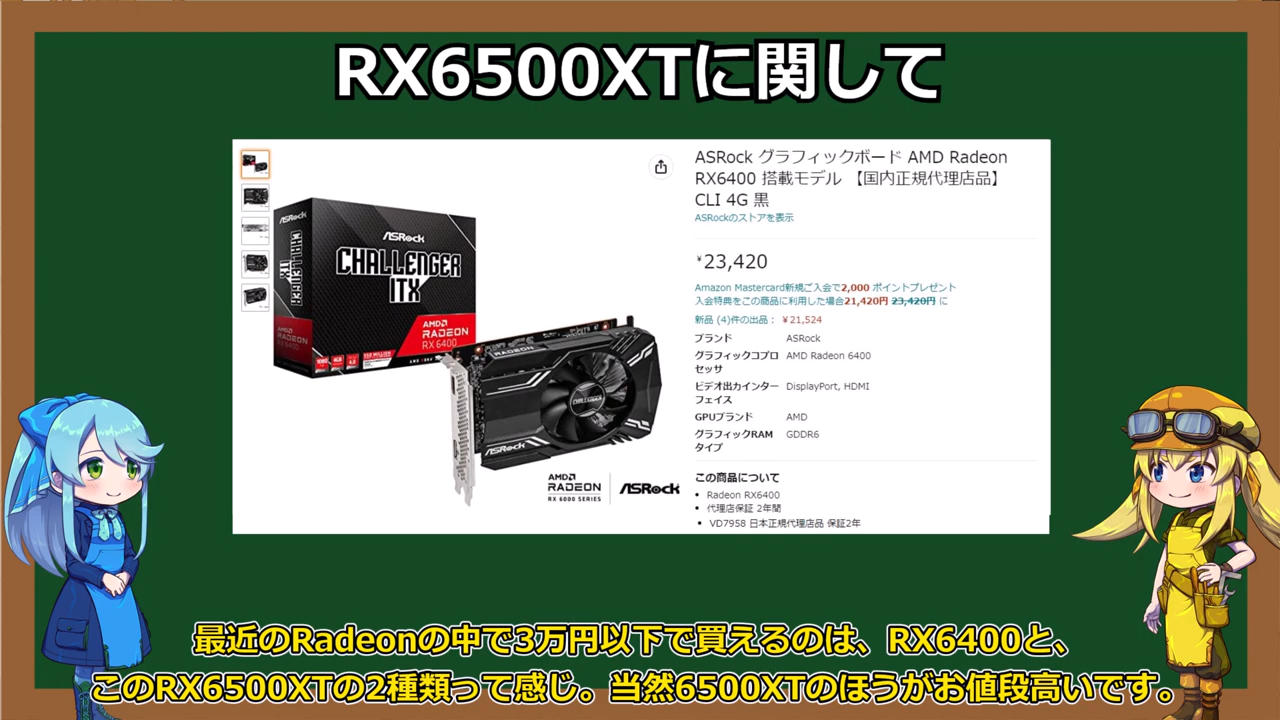 RX6500XTに関して
ASRock グラフィックボード AMD Radeon
RX6400 搭載モデル 【国内正規代理店品】
CLI 4G 黒
ASRockのストアを表示
¥23,420
Amazon Mastercard新規ご入会で2,000 ポイントプレゼント
入会特典をこの商品に利用した場合21,420円 23,420円 に
新品 (4)件の出品： ¥21,524
ブランド ASRock
グラフィックコプロ AMD Radeon 6400
セッサ
ビデオ出力インター DisplayPort, HDMI
フェイス
GPUブランド AMD
グラフィックRAM GDDR6
タイプ
この商品について
• Radeon RX6400
• 代理店保証 2年間
• VD7958 日本正規代理店品 保証2年
ASRock
ASRock
CHALLENGER
ITX
CHALLENGER
ITX
AMD
RADEON
RX 6400
AMD
RADEON
RX 6400
RADEON
CHALLENGER
ASRock
AMD
RADEON
RX 6000 SERIES
ASRock
最近のRadeonの中で3万円以下で買えるのは、RX6400と、
このRX6500XTの2種類って感じ。当然6500XTのほうがお値段高いです。